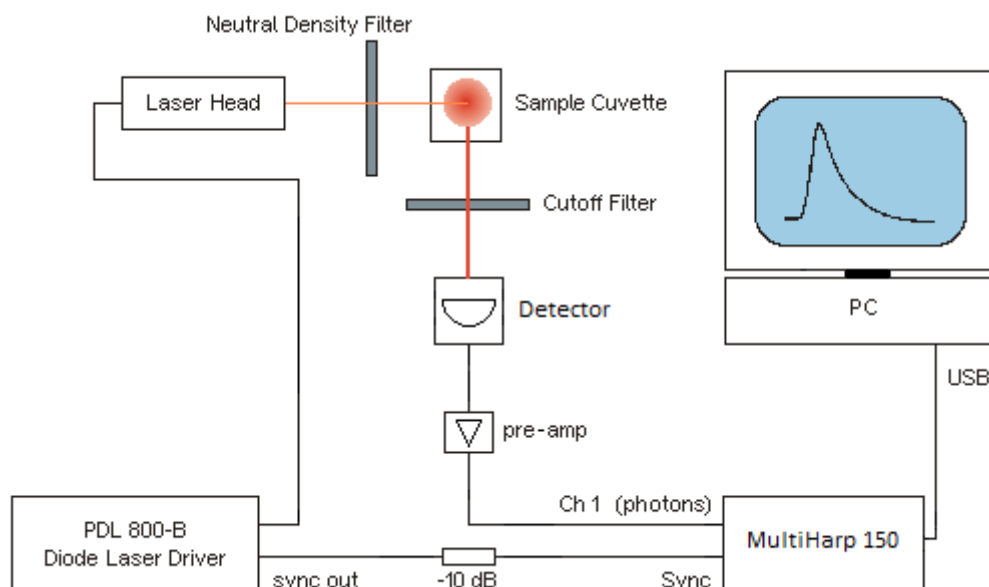 Neutral Density Filter
Laser Head
Sample Cuvette
Cutoff Filter
Detector
PC
USB
pre-amp
Ch 1 (photons)
PDL 800-B
Diode Laser Driver
MultiHarp 150
sync out
-10 dB
Sync